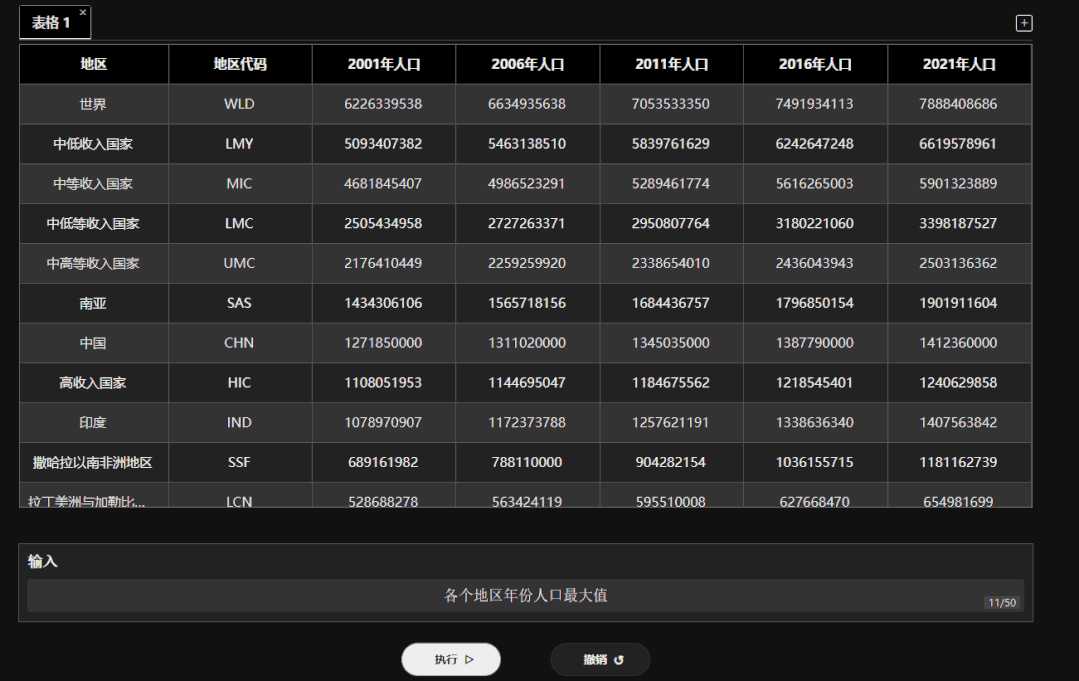 表格 1
地区 地区代码 2001年人口 2006年人口 2011年人口 2016年人口 2021年人口
世界 WLD 6226339538 6634935638 7053533350 7491934113 7888408686
中低收入国家 LMY 5093407382 5463138510 5839761629 6242647248 6619578961
中等收入国家 MIC 4681845407 4986523291 5289461774 5616265003 5901323889
中低等收入国家 LMC 2505434958 2727263371 2950807764 3180221060 3398187527
中高等收入国家 UMC 2176410449 2259259920 2338654010 2436043943 2503136362
南亚 SAS 1434306106 1565718156 1684436757 1796850154 1901911604
中国 CHN 1271850000 1311020000 1345035000 1387790000 1412360000
高收入国家 HIC 1108051953 1144695047 1184675562 1218545401 1240629858
印度 IND 1078970907 1172373788 1257621191 1338636340 1407563842
撒哈拉以南非洲地区 SSF 689161982 788110000 904282154 1036155715 1181162739
拉丁美洲与加勒比... LCN 528688278 563424119 595510008 627668470 654981699
输入
各个地区年份人口最大值
11/50
执行 撤销